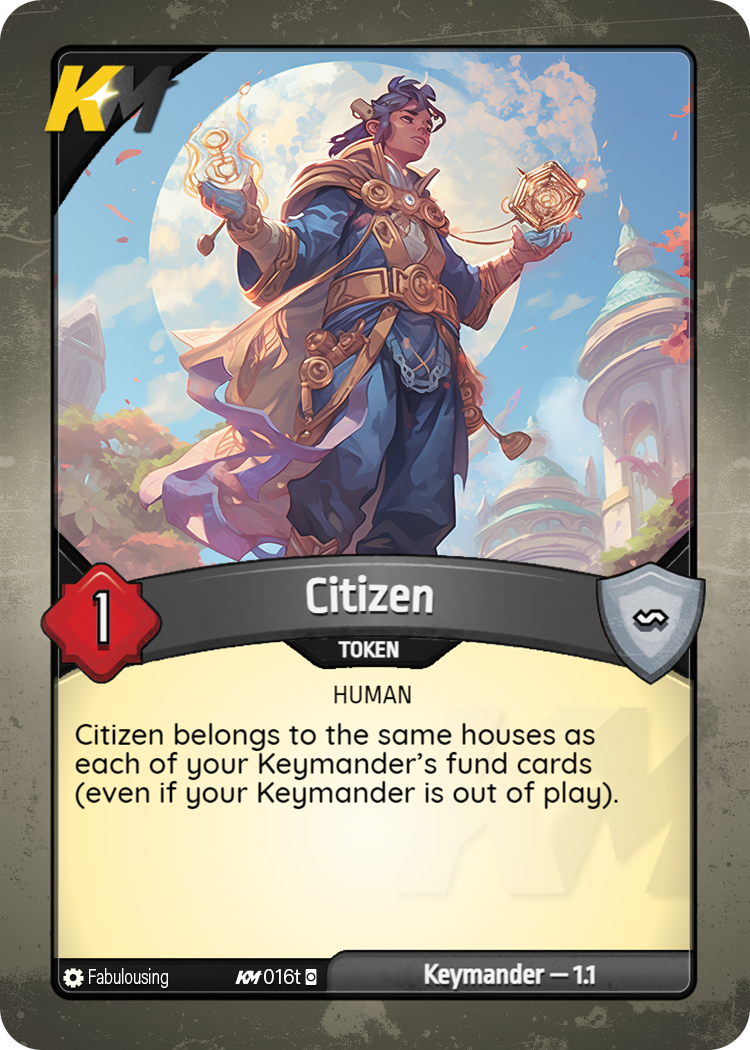 KM
Citizen
1
TOKEN
HUMAN
Citizen belongs to the same houses as
each of your Keymander’s fund cards
(even if your Keymander is out of play).
KM
Fabulousing
KM 016t
Keymander — 1.1